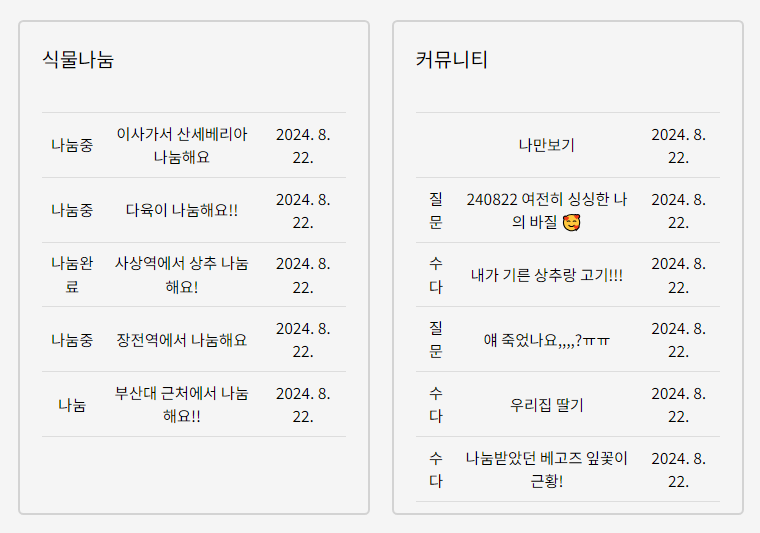 식물나눔
나눔중
이사가서 산세베리아
나눔해요
2024. 8.
22.
나눔중
다육이 나눔해요!!
2024. 8.
22.
나눔완
료
사상역에서 상추 나눔
해요!
2024. 8.
22.
나눔중
장전역에서 나눔해요
2024. 8.
22.
나눔
부산대 근처에서 나눔
해요!!
2024. 8.
22.
커뮤니티
나만보기
2024. 8.
22.
질
문
240822 여전히 싱싱한 나
의 바질 🥰
2024. 8.
22.
수
다
내가 기른 상추랑 고기!!!
2024. 8.
22.
질
문
얘 죽었나요,,,,?ㅠㅠ
2024. 8.
22.
수
다
우리집 딸기
2024. 8.
22.
수
다
나눔받았던 베고즈 잎꽃이
근황!
2024. 8.
22.